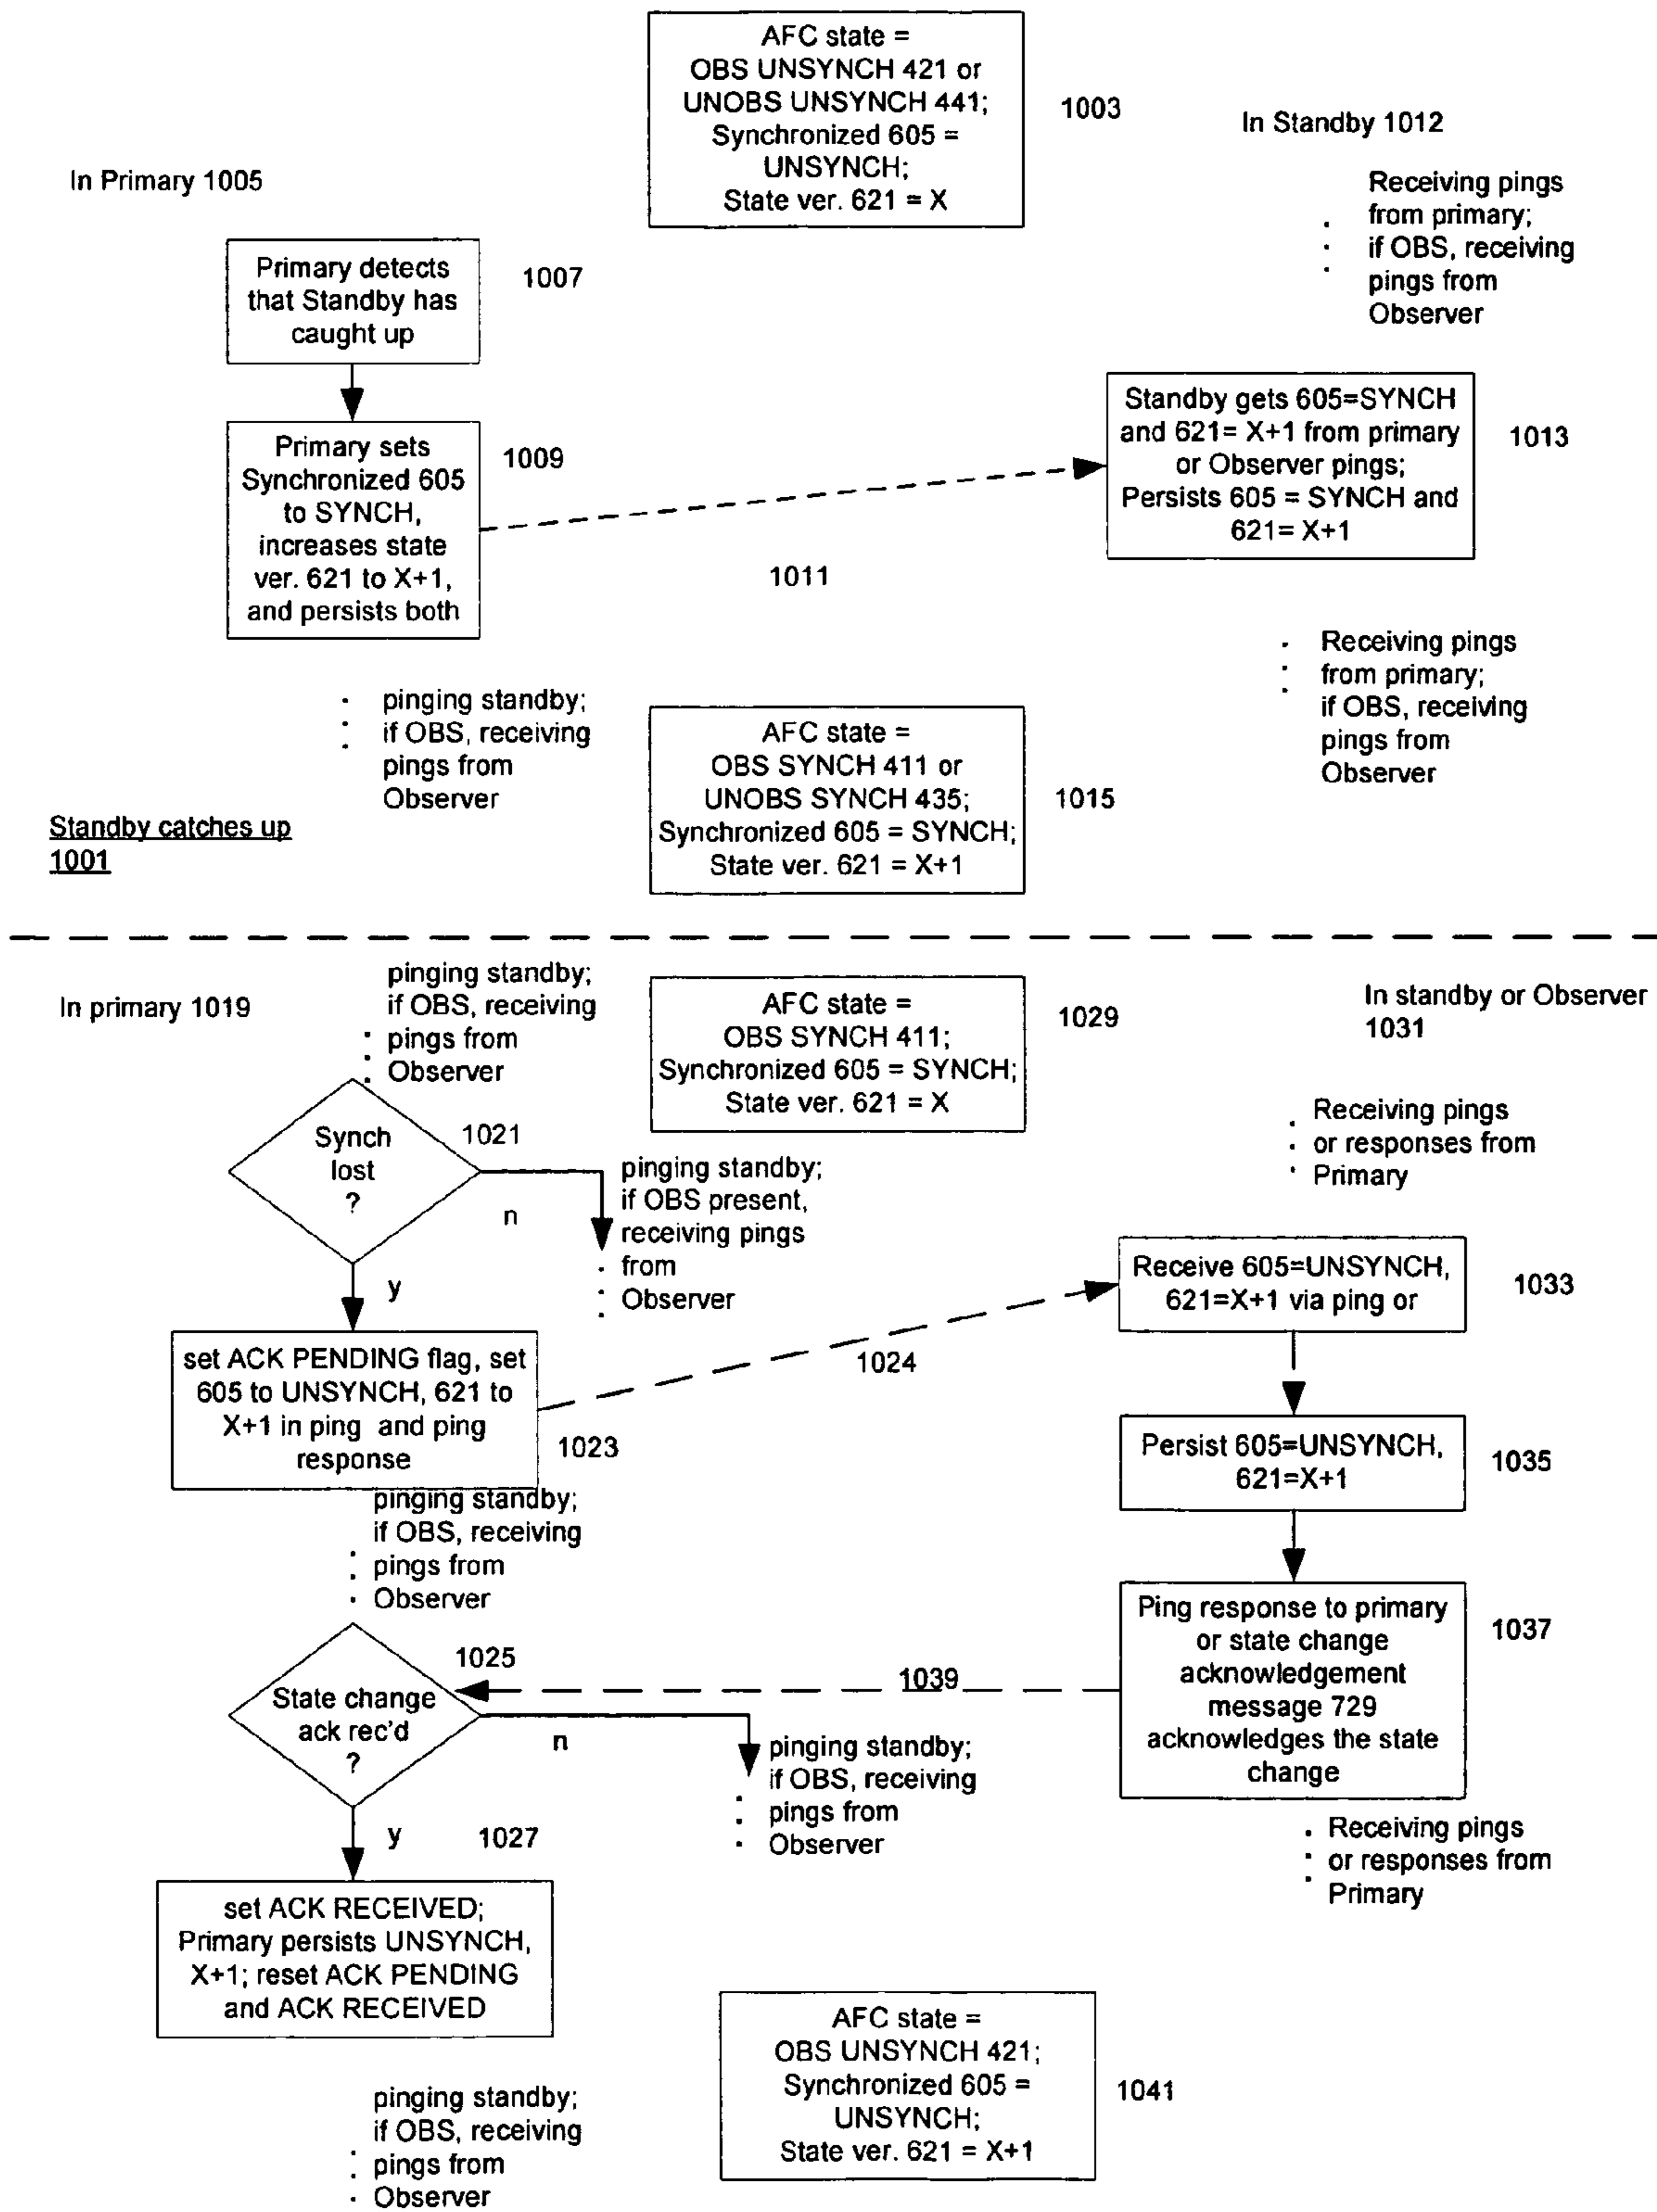 AFC state =
OBS UNSYNCH 421 or
UNOBS UNSYNCH 441;
Synchronized 605 =
UNSYNCH;
State ver. 621 = X
1003
In Standby 1012
In Primary 1005
Receiving pings
from primary;
if OBS, receiving
pings from
Observer
Primary detects
that Standby has
caught up
1007
Primary sets
Synchronized 605
to SYNCH,
increases state
ver. 621 to X+1,
and persists both
1009
1011
Standby gets 605=SYNCH
and 621= X+1 from primary
or Observer pings;
Persists 605 = SYNCH and
621= X+1
1013
pinging standby;
if OBS, receiving
pings from
Observer
Receiving pings
from primary;
if OBS, receiving
pings from
Observer
AFC state =
OBS SYNCH 411 or
UNOBS SYNCH 435;
Synchronized 605 = SYNCH;
State ver. 621 = X+1
1015
Standby catches up
1001
In primary 1019
pinging standby;
if OBS, receiving
pings from
Observer
AFC state =
OBS SYNCH 411;
Synchronized 605 = SYNCH;
State ver. 621 = X
1029
In standby or Observer
1031
Receiving pings
or responses from
Primary
Synch
lost
?
1021
n
pinging standby;
if OBS present,
receiving pings
from
Observer
y
set ACK PENDING flag, set
605 to UNSYNCH, 621 to
X+1 in ping and ping
response
1023
1024
Receive 605=UNSYNCH,
621=X+1 via ping or
1033
Persist 605=UNSYNCH,
621=X+1
1035
pinging standby;
if OBS, receiving
pings from
Observer
Ping response to primary
or state change
acknowledgement
message 729
acknowledges the state
change
1037
1039
State change
ack rec'd
?
1025
n
pinging standby;
if OBS, receiving
pings from
Observer
Receiving pings
or responses from
Primary
y
1027
set ACK RECEIVED;
Primary persists UNSYNCH,
X+1; reset ACK PENDING
and ACK RECEIVED
AFC state =
OBS UNSYNCH 421;
Synchronized 605 =
UNSYNCH;
State ver. 621 = X+1
1041
pinging standby;
if OBS, receiving
pings from
Observer